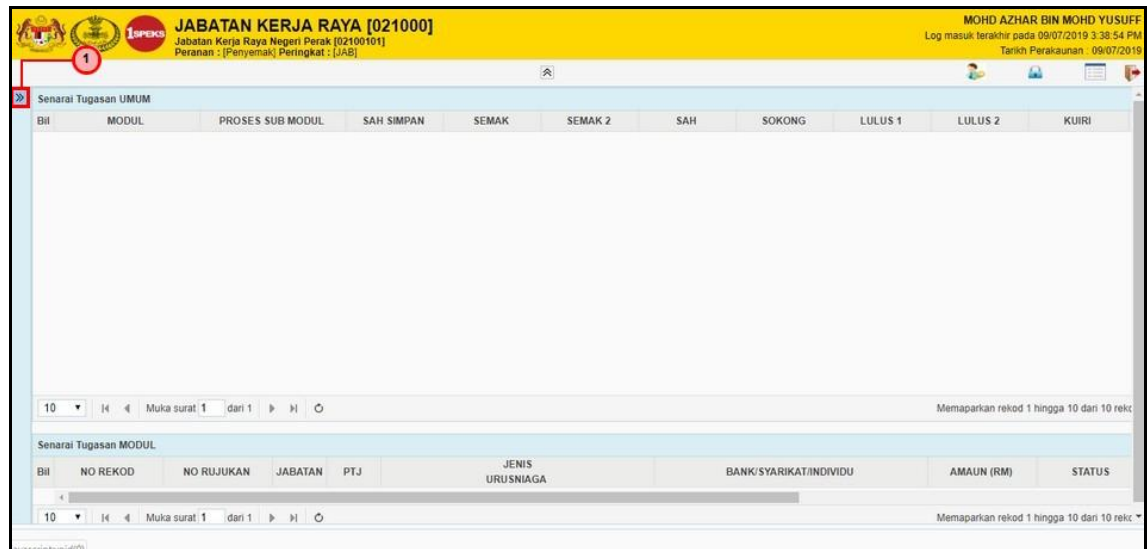 1SPEKS
JABATAN KERJA RAYA [021000]
Jabatan Kerja Raya Negeri Perak [02100101]
Peranan : [Penyemak] Peringkat : [JAB]
MOHD AZHAR BIN MOHD YUSUFF
Log masuk terakhir pada 09/07/2019 3:38:54 PM
Tarikh Perakaunan : 09/07/2019
1
Senarai Tugasan UMUM
Bil MODUL PROSES SUB MODUL SAH SIMPAN SEMAK SEMAK 2 SAH SOKONG LULUS 1 LULUS 2 KUIRI
10 Muka surat 1 dari 1 Memaparkan rekod 1 hingga 10 dari 10
Senarai Tugasan MODUL
Bil NO REKOD NO RUJUKAN JABATAN PTJ JENIS URUSNIAGA BANK/SYARIKAT/INDIVIDU AMAUN (RM) STATUS
10 Muka surat 1 dari 1 Memaparkan rekod 1 hingga 10 dari 10